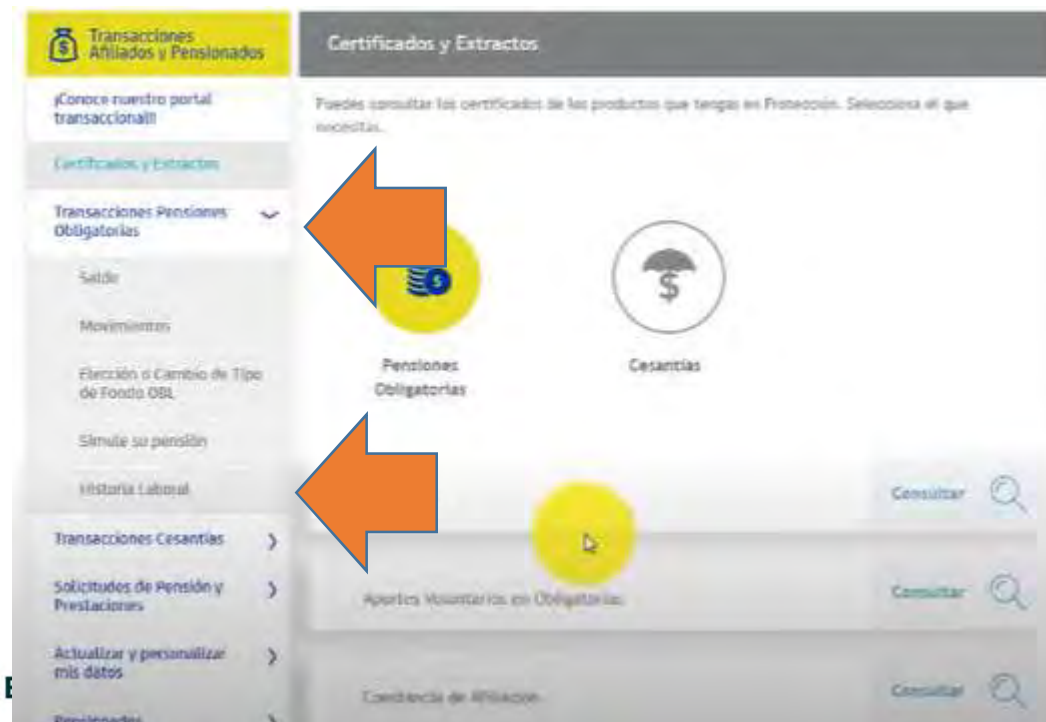 Transacciones
Afiliados y Pensionados
¡Conoce nuestro portal
transaccional!!
Certificados y Extractos
Transacciones Pensiones
Obligatorias
Saldo
Movimientos
Elección o Cambio de Tipo
de Fondo OBL
Simule su pensión
Historia Laboral
Transacciones Cesantías
Solicitudes de Pensión y
Prestaciones
Actualizar y personalizar
mis datos
Pensionados
Certificados y Extractos
Puedes consultar los certificados de los productos que tengas en Protección. Selecciona el que
necesitas.
Pensiones
Obligatorias
Cesantías
Consultar
Aportes Voluntarios en Obligatorias
Consultar
Constancia de Afiliación
Consultar